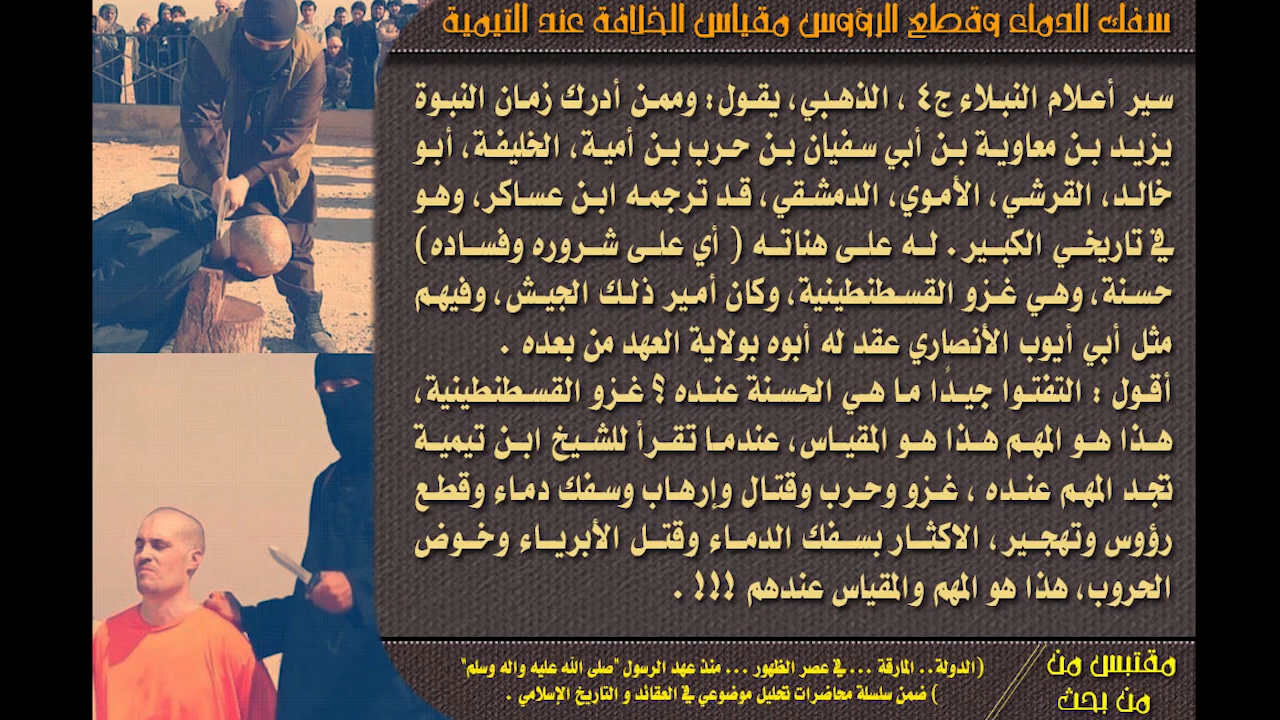 سفك الدماء وقطع الرؤوس مقياس الخلافة عند التيمية
سير أعلام النبلاء ج٤ ، الذهبي، يقول: وممن أدرك زمان النبوة
يزيد بن معاوية بن أبي سفيان بن حرب بن أمية، الخليفة، أبو
خالد، القرشي، الأموي، الدمشقي، قد ترجمه ابن عساكر، وهو
في تاريخي الكبير. له على هناته ( أي على شروره وفساده)
حسنة، وهي غزو القسطنطينية، وكان أمير ذلك الجيش، وفيهم
مثل أبي أيوب الأنصاري عقد له أبوه بولاية العهد من بعده .
أقول : التفتوا جيدًا ما هي الحسنة عنده ؟ غزو القسطنطينية،
هذا هو المهم هذا هو المقياس، عندما تقرأ للشيخ ابن تيمية
تجد المهم عنده ، غزو وحرب وقتال وإرهاب وسفك دماء وقطع
رؤوس وتهجير، الاكثار بسفك الدماء وقتل الأبرياء وخوض
الحروب، هذا هو المهم والمقياس عندهم !!! .
مقتبس من
من بحث
(الدولة.. المارقة ...في عصر الظهور ... منذ عهد الرسول "صلى الله عليه واله وسلم"
) ضمن سلسلة محاضرات تحليل موضوعي في العقائد و التاريخ الإسلامي .